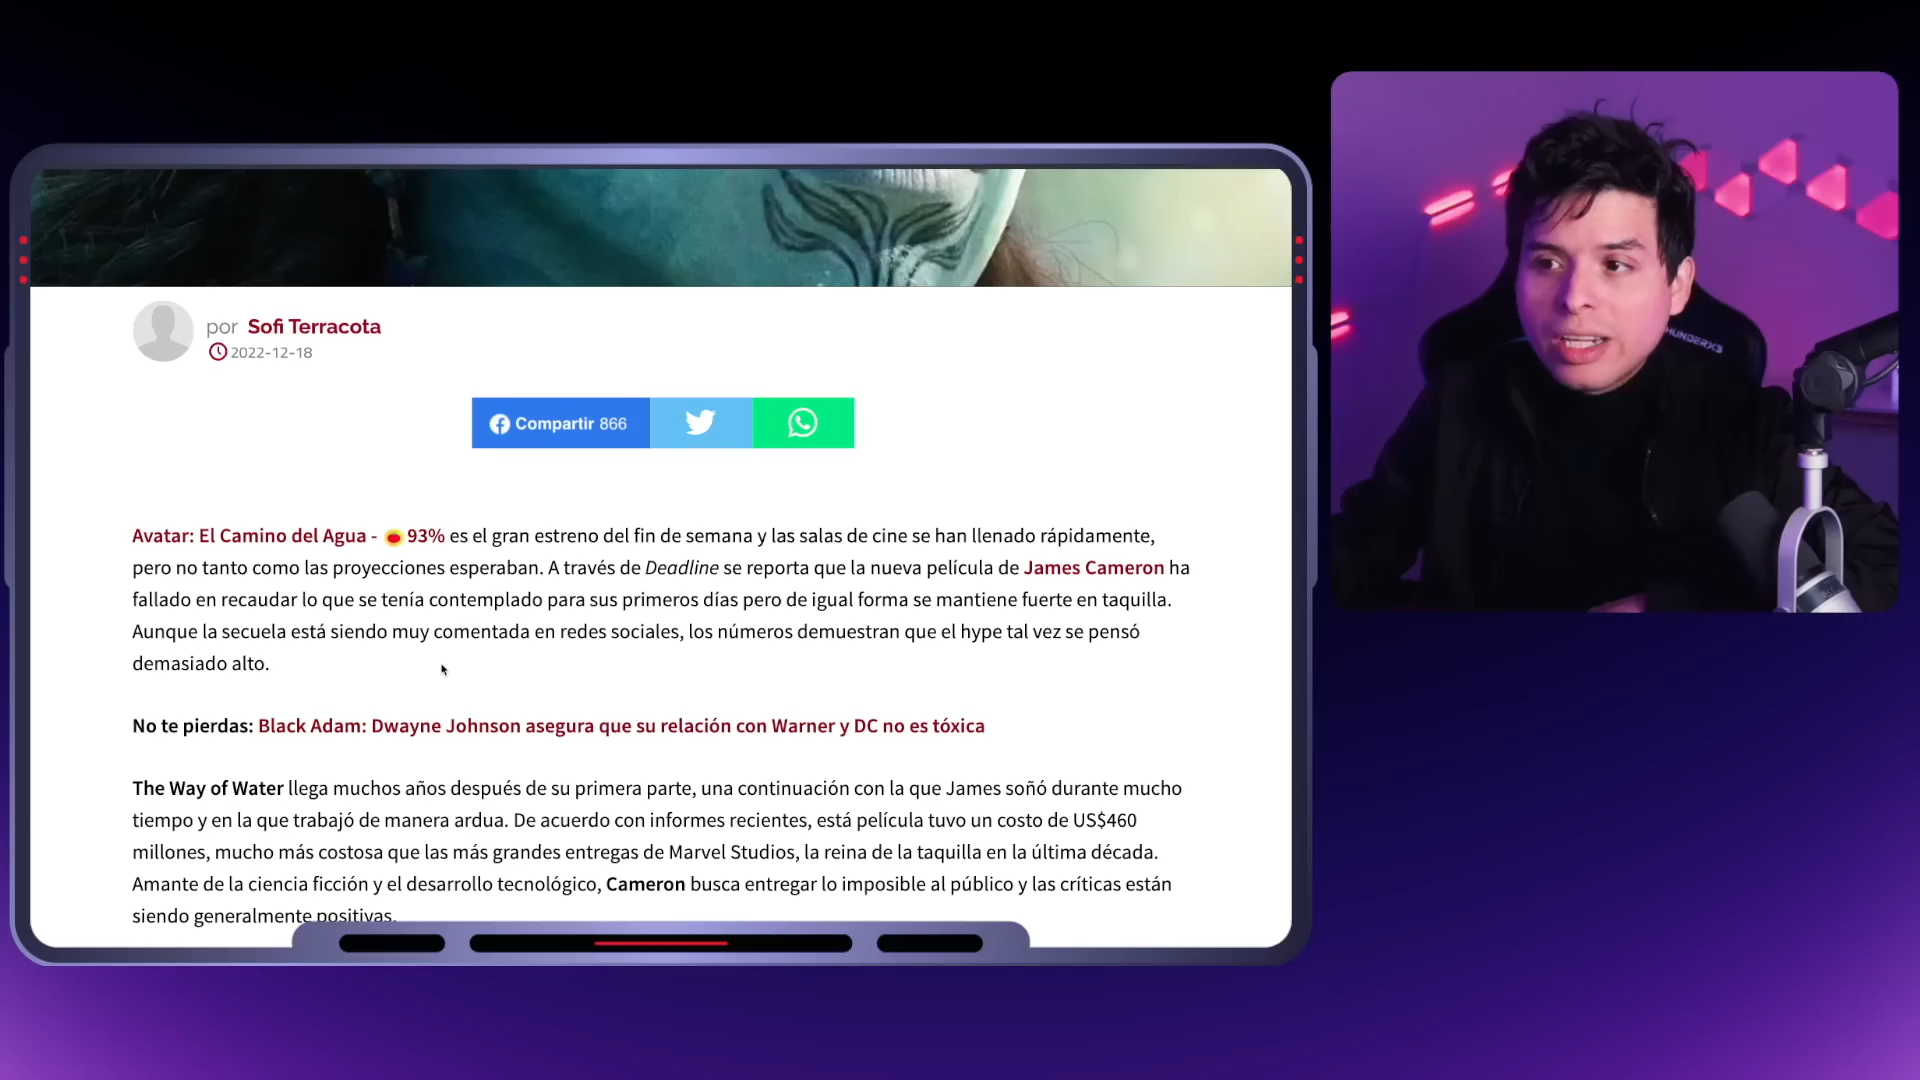 por Sofi Terracota
2022-12-18
Compartir 866
Avatar: El Camino del Agua - 93% es el gran estreno del fin de semana y las salas de cine se han llenado rápidamente,
pero no tanto como las proyecciones esperaban. A través de Deadline se reporta que la nueva película de James Cameron ha
fallado en recaudar lo que se tenía contemplado para sus primeros días pero de igual forma se mantiene fuerte en taquilla.
Aunque la secuela está siendo muy comentada en redes sociales, los números demuestran que el hype tal vez se pensó
demasiado alto.
No te pierdas: Black Adam: Dwayne Johnson asegura que su relación con Warner y DC no es tóxica
The Way of Water llega muchos años después de su primera parte, una continuación con la que James soñó durante mucho
tiempo y en la que trabajó de manera ardua. De acuerdo con informes recientes, está película tuvo un costo de US$460
millones, mucho más costosa que las más grandes entregas de Marvel Studios, la reina de la taquilla en la última década.
Amante de la ciencia ficción y el desarrollo tecnológico, Cameron busca entregar lo imposible al público y las críticas están
siendo generalmente positivas.
HUNDERX3